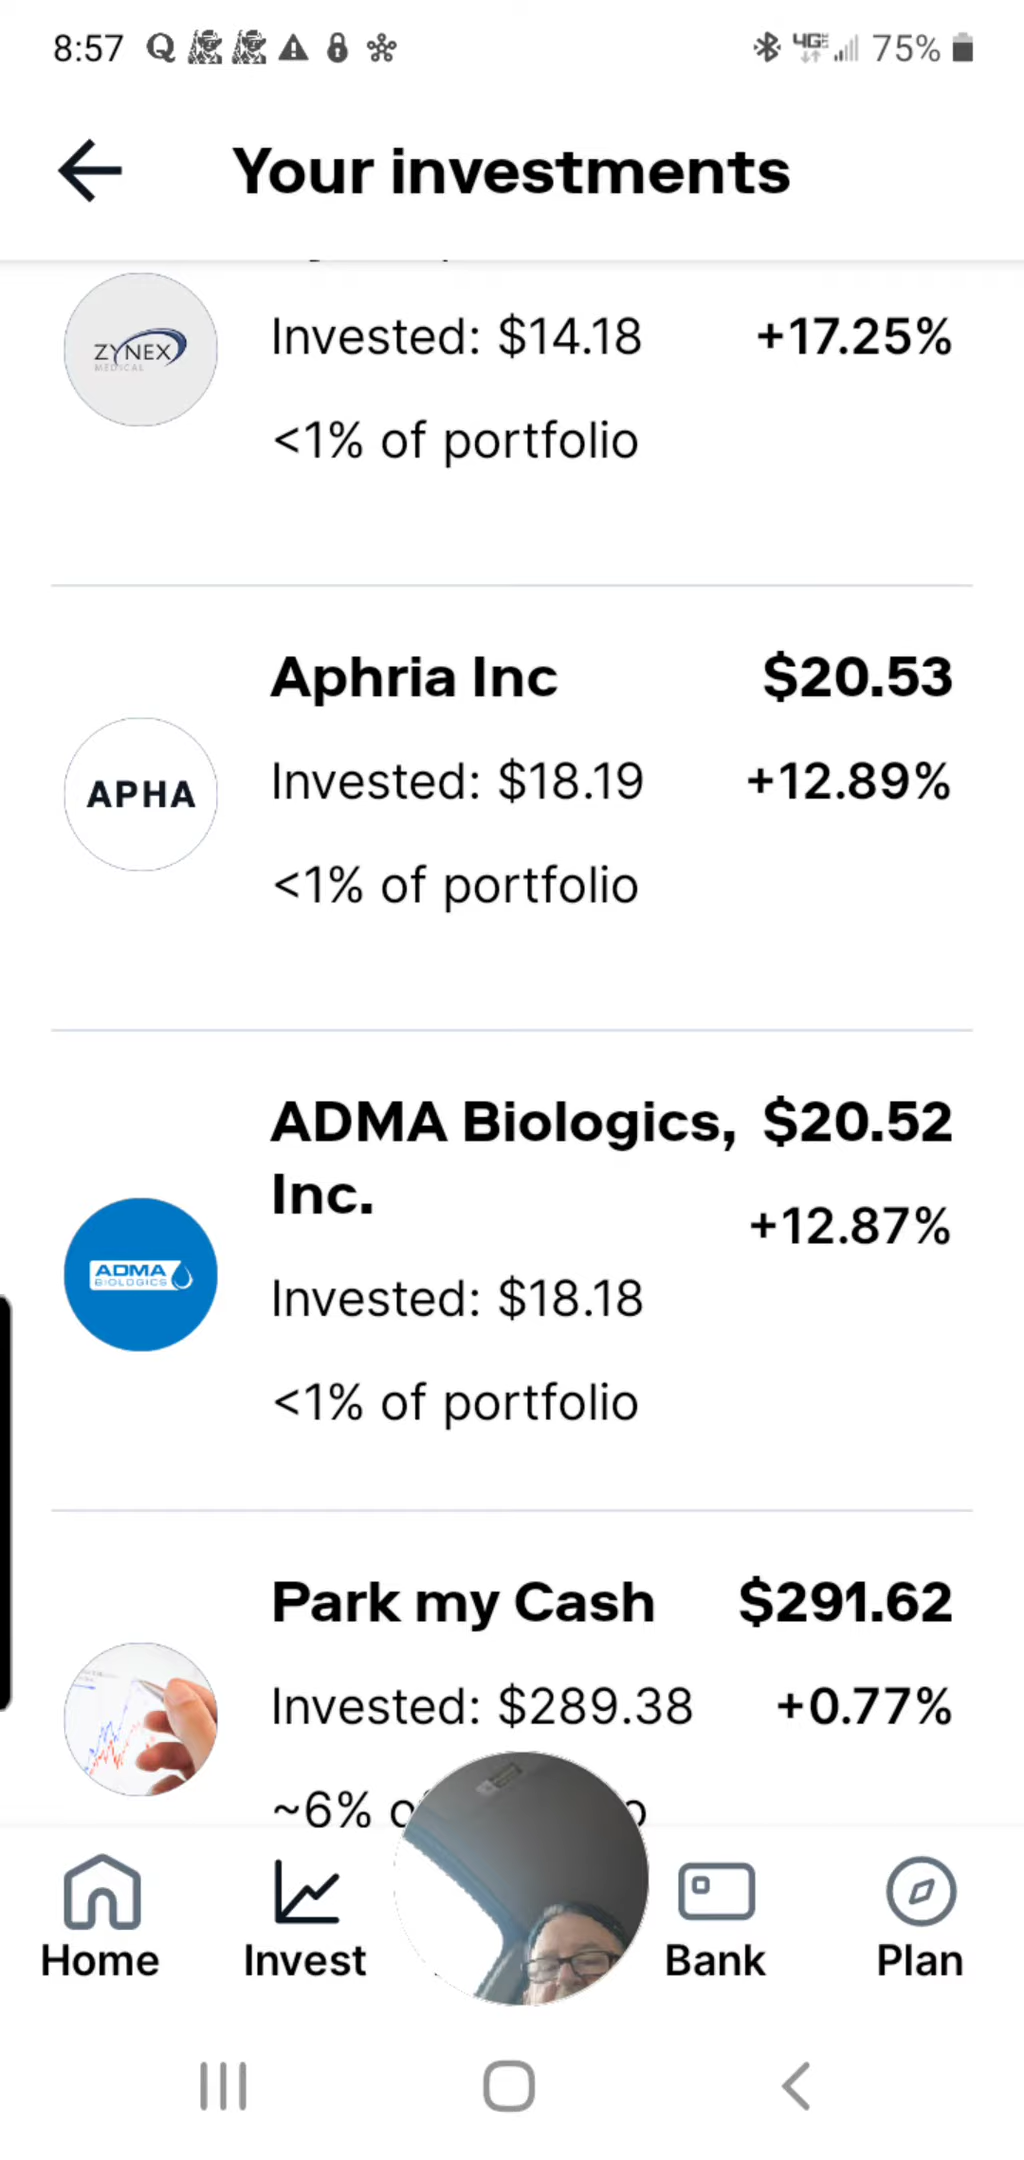 8:57 75%
Your investments
ZYNEX
MEDICAL
Invested: $14.18 +17.25%
<1% of portfolio
Aphria Inc $20.53
APHA
Invested: $18.19 +12.89%
<1% of portfolio
ADMA Biologics, $20.52
Inc.
+12.87%
ADMA
BIOLOGICS
Invested: $18.18
<1% of portfolio
Park my Cash $291.62
Invested: $289.38 +0.77%
~6%
Home Invest Bank Plan